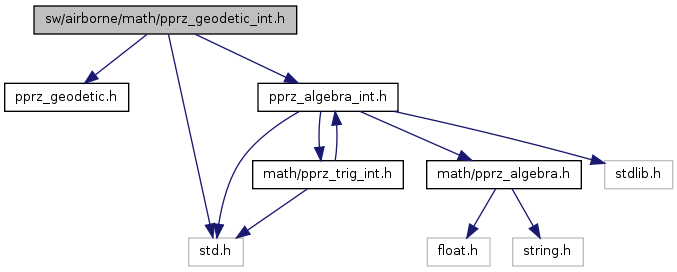 sw/airborne/math/pprz_geodetic_int.h
pprz_geodetic.h
pprz_algebra_int.h
math/pprz_trig_int.h
math/pprz_algebra.h
stdlib.h
std.h
float.h
string.h